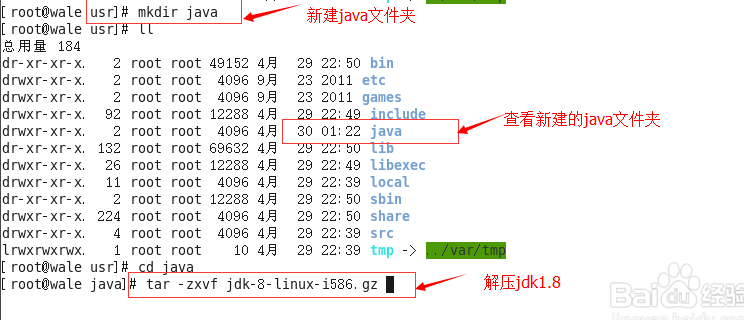 [root@wale usr]# mkdir java
新建java文件夹
[root@wale usr]# ll
总用量 184
dr-xr-xr-x. 2 root root 49152 4月 29 22:50 bin
drwxr-xr-x. 2 root root 4096 9月 23 2011 etc
drwxr-xr-x. 2 root root 4096 9月 23 2011 games
drwxr-xr-x. 92 root root 12288 4月 29 22:49 include
drwxr-xr-x. 2 root root 4096 4月 30 01:22 java
查看新建的java文件夹
dr-xr-xr-x. 132 root root 69632 4月 29 22:50 lib
drwxr-xr-x. 26 root root 12288 4月 29 22:49 libexec
drwxr-xr-x. 11 root root 4096 4月 29 22:39 local
dr-xr-xr-x. 2 root root 12288 4月 29 22:50 sbin
drwxr-xr-x. 224 root root 4096 4月 29 22:50 share
drwxr-xr-x. 4 root root 4096 4月 29 22:39 src
lrwxrwxrwx. 1 root root 10 4月 29 22:39 tmp -> ../var/tmp
[root@wale usr]# cd java
[root@wale java]# tar -zxvf jdk-8-linux-i586.gz
解压jdk1.8
Baidu经验
jingyan.baidu.com